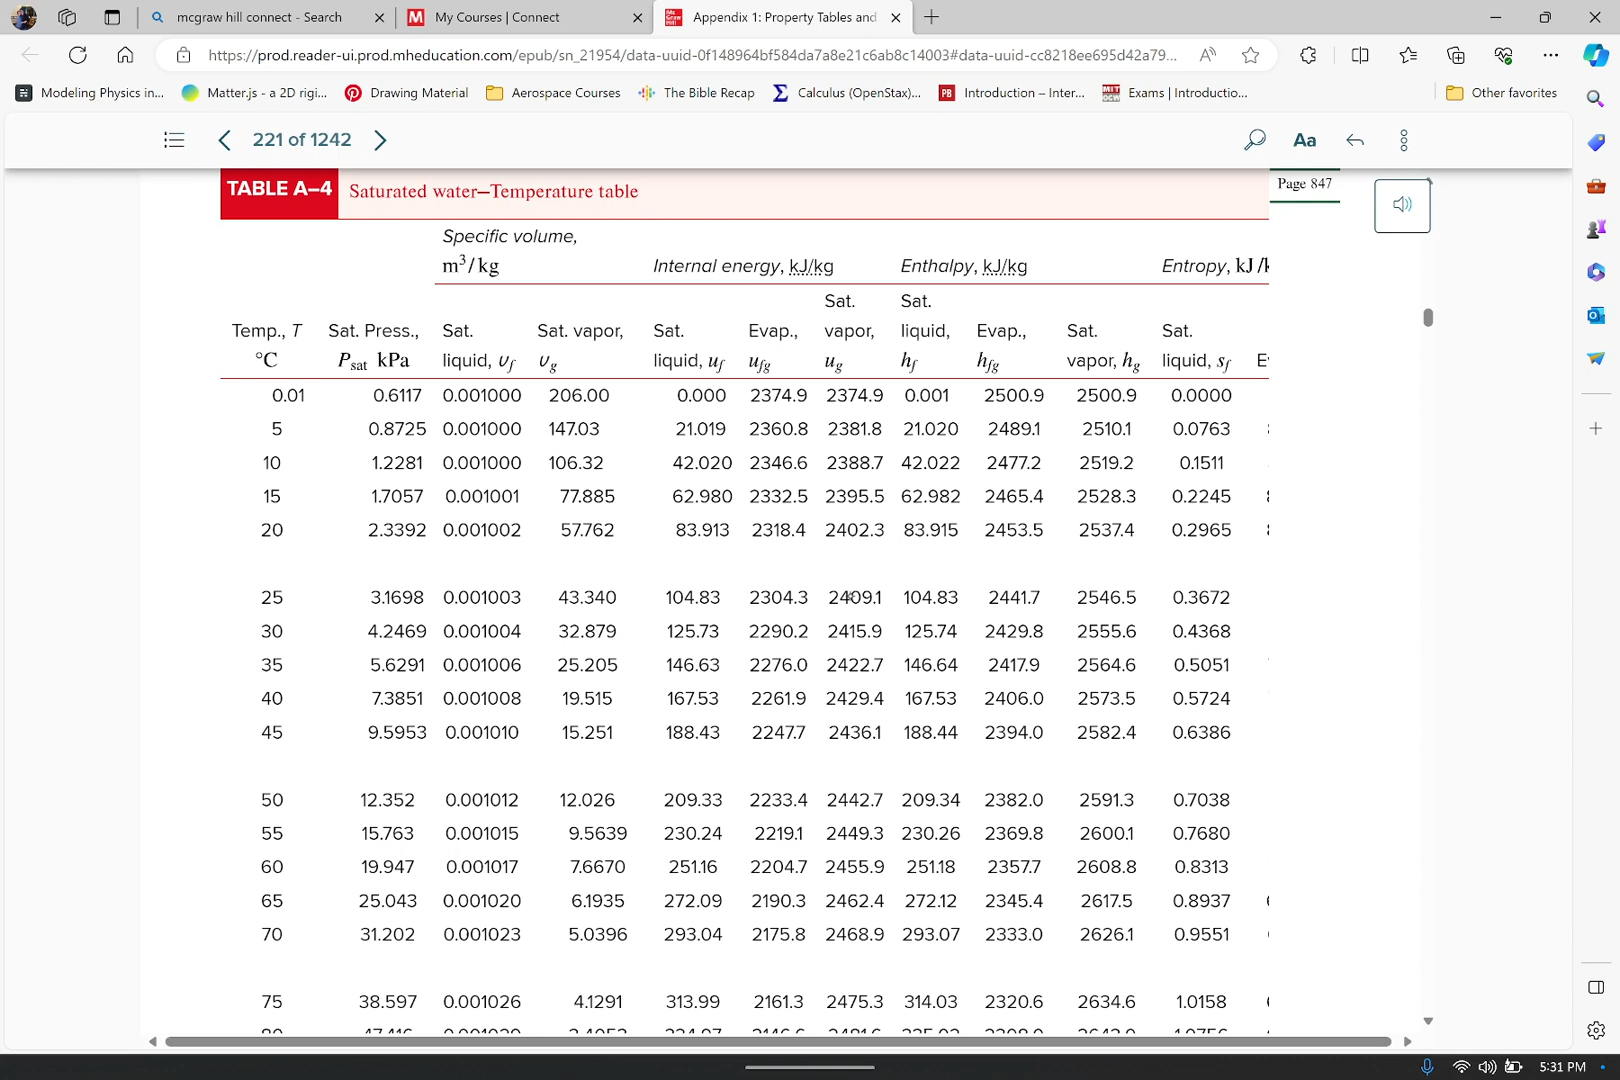 mcgraw hill connect - Search
My Courses | Connect
Appendix 1: Property Tables and
https://prod.reader-ui.prod.mheducation.com/epub/sn_21954/data-uuid-0f148964bf584da7a8e21c6ab8c14003#data-uuid-cc8218ee695d42a79...
Modeling Physics in... Matter.js - a 2D rigi... Drawing Material Aerospace Courses The Bible Recap Calculus (OpenStax)... PB Introduction – Inter... Exams | Introductio... Other favorites
221 of 1242 Aa
TABLE A–4 Saturated water—Temperature table Page 847
Specific volume,
m³/kg Internal energy, kJ/kg Enthalpy, kJ/kg Entropy, kJ/k
Sat. Sat.
Temp., T Sat. Press., Sat. Sat. vapor, Sat. Evap., vapor, liquid, Evap., Sat. Sat.
°C Psat kPa liquid, υf υg liquid, uf ufg ug hf hfg vapor, hg liquid, sf
0.01 0.6117 0.001000 206.00 0.000 2374.9 2374.9 0.001 2500.9 2500.9 0.0000
5 0.8725 0.001000 147.03 21.019 2360.8 2381.8 21.020 2489.1 2510.1 0.0763
10 1.2281 0.001000 106.32 42.020 2346.6 2388.7 42.022 2477.2 2519.2 0.1511
15 1.7057 0.001001 77.885 62.980 2332.5 2395.5 62.982 2465.4 2528.3 0.2245
20 2.3392 0.001002 57.762 83.913 2318.4 2402.3 83.915 2453.5 2537.4 0.2965
25 3.1698 0.001003 43.340 104.83 2304.3 2409.1 104.83 2441.7 2546.5 0.3672
30 4.2469 0.001004 32.879 125.73 2290.2 2415.9 125.74 2429.8 2555.6 0.4368
35 5.6291 0.001006 25.205 146.63 2276.0 2422.7 146.64 2417.9 2564.6 0.5051
40 7.3851 0.001008 19.515 167.53 2261.9 2429.4 167.53 2406.0 2573.5 0.5724
45 9.5953 0.001010 15.251 188.43 2247.7 2436.1 188.44 2394.0 2582.4 0.6386
50 12.352 0.001012 12.026 209.33 2233.4 2442.7 209.34 2382.0 2591.3 0.7038
55 15.763 0.001015 9.5639 230.24 2219.1 2449.3 230.26 2369.8 2600.1 0.7680
60 19.947 0.001017 7.6670 251.16 2204.7 2455.9 251.18 2357.7 2608.8 0.8313
65 25.043 0.001020 6.1935 272.09 2190.3 2462.4 272.12 2345.4 2617.5 0.8937
70 31.202 0.001023 5.0396 293.04 2175.8 2468.9 293.07 2333.0 2626.1 0.9551
75 38.597 0.001026 4.1291 313.99 2161.3 2475.3 314.03 2320.6 2634.6 1.0158
5:31 PM